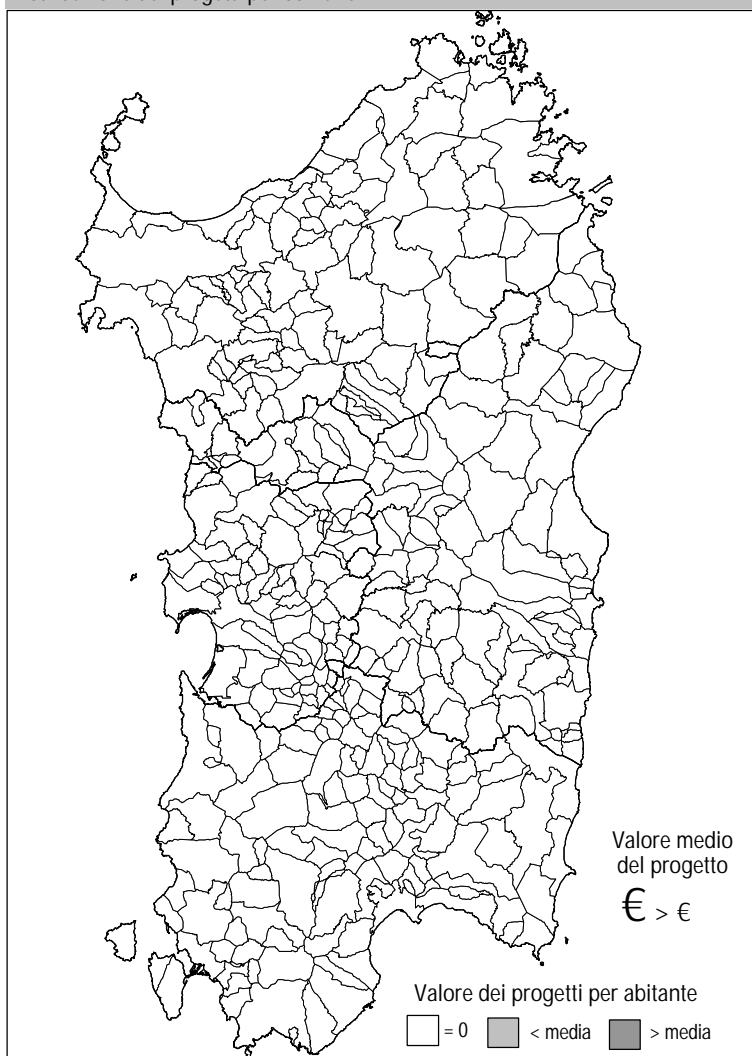 Valore medio
del progetto
€ > €
Valore dei progetti per abitante
= 0 < media > media